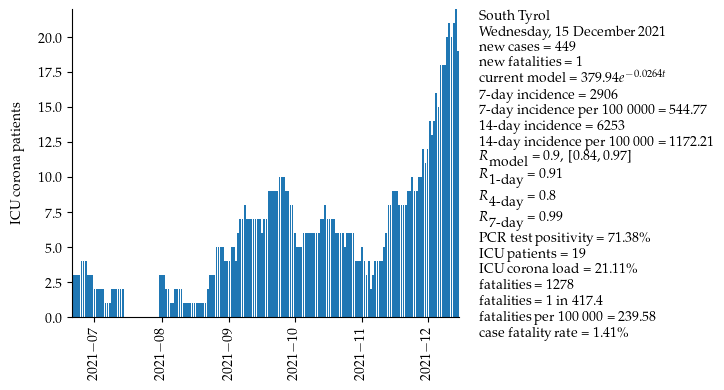 20.0
17.5
15.0
12.5
10.0
7.5
5.0
2.5
0.0
ICU corona patients
2021−07
2021−08
2021−09
2021−10
2021−11
2021−12
South Tyrol
Wednesday, 15 December 2021
new cases = 449
new fatalities = 1
current model = 379.94e^−0.0264t
7-day incidence = 2906
7-day incidence per 100 0000 = 544.77
14-day incidence = 6253
14-day incidence per 100 000 = 1172.21
R_model = 0.9, [0.84, 0.97]
R_1-day = 0.91
R_4-day = 0.8
R_7-day = 0.99
PCR test positivity = 71.38%
ICU patients = 19
ICU corona load = 21.11%
fatalities = 1278
fatalities = 1 in 417.4
fatalities per 100 000 = 239.58
case fatality rate = 1.41%